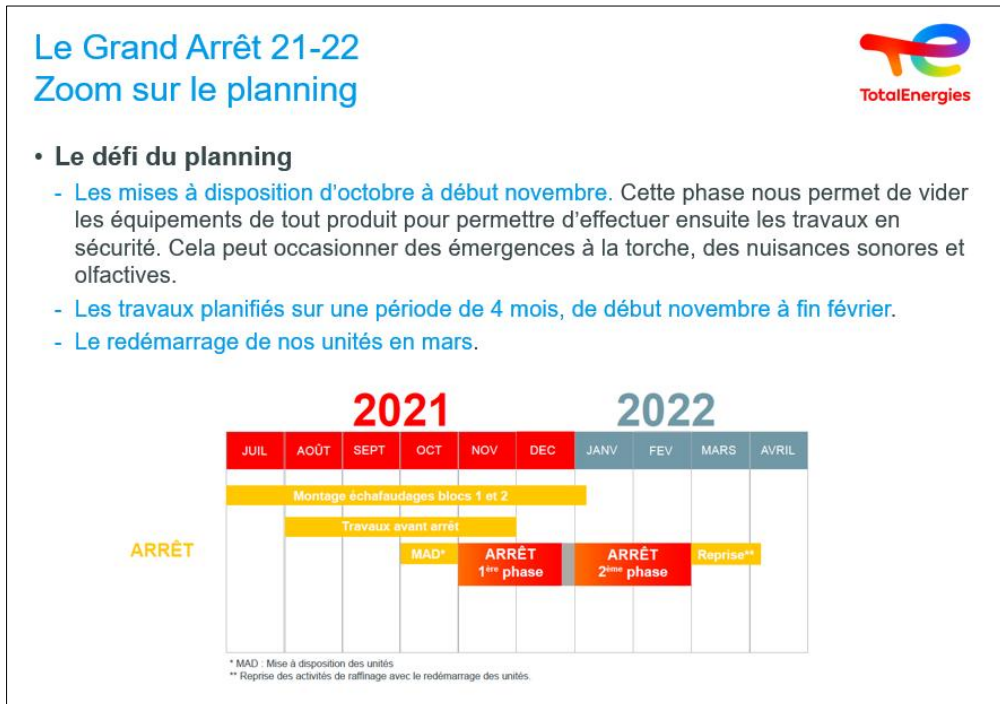 Le Grand Arrêt 21-22
Zoom sur le planning
TotalEnergies
• Le défi du planning
- Les mises à disposition d'octobre à début novembre. Cette phase nous permet de vider
les équipements de tout produit pour permettre d'effectuer ensuite les travaux en
sécurité. Cela peut occasionner des émergences à la torche, des nuisances sonores et
olfactives.
- Les travaux planifiés sur une période de 4 mois, de début novembre à fin février.
- Le redémarrage de nos unités en mars.
2021 2022
JUIL AOÛT SEPT OCT NOV DEC JANV FEV MARS AVRIL
Montage échafaudages blocs 1 et 2
Travaux avant arrêt
ARRÊT
MAD*
ARRÊT
1ère phase
ARRÊT
2ème phase
Reprise**
* MAD : Mise à disposition des unités
** Reprise des activités de raffinage avec le redémarrage des unités.